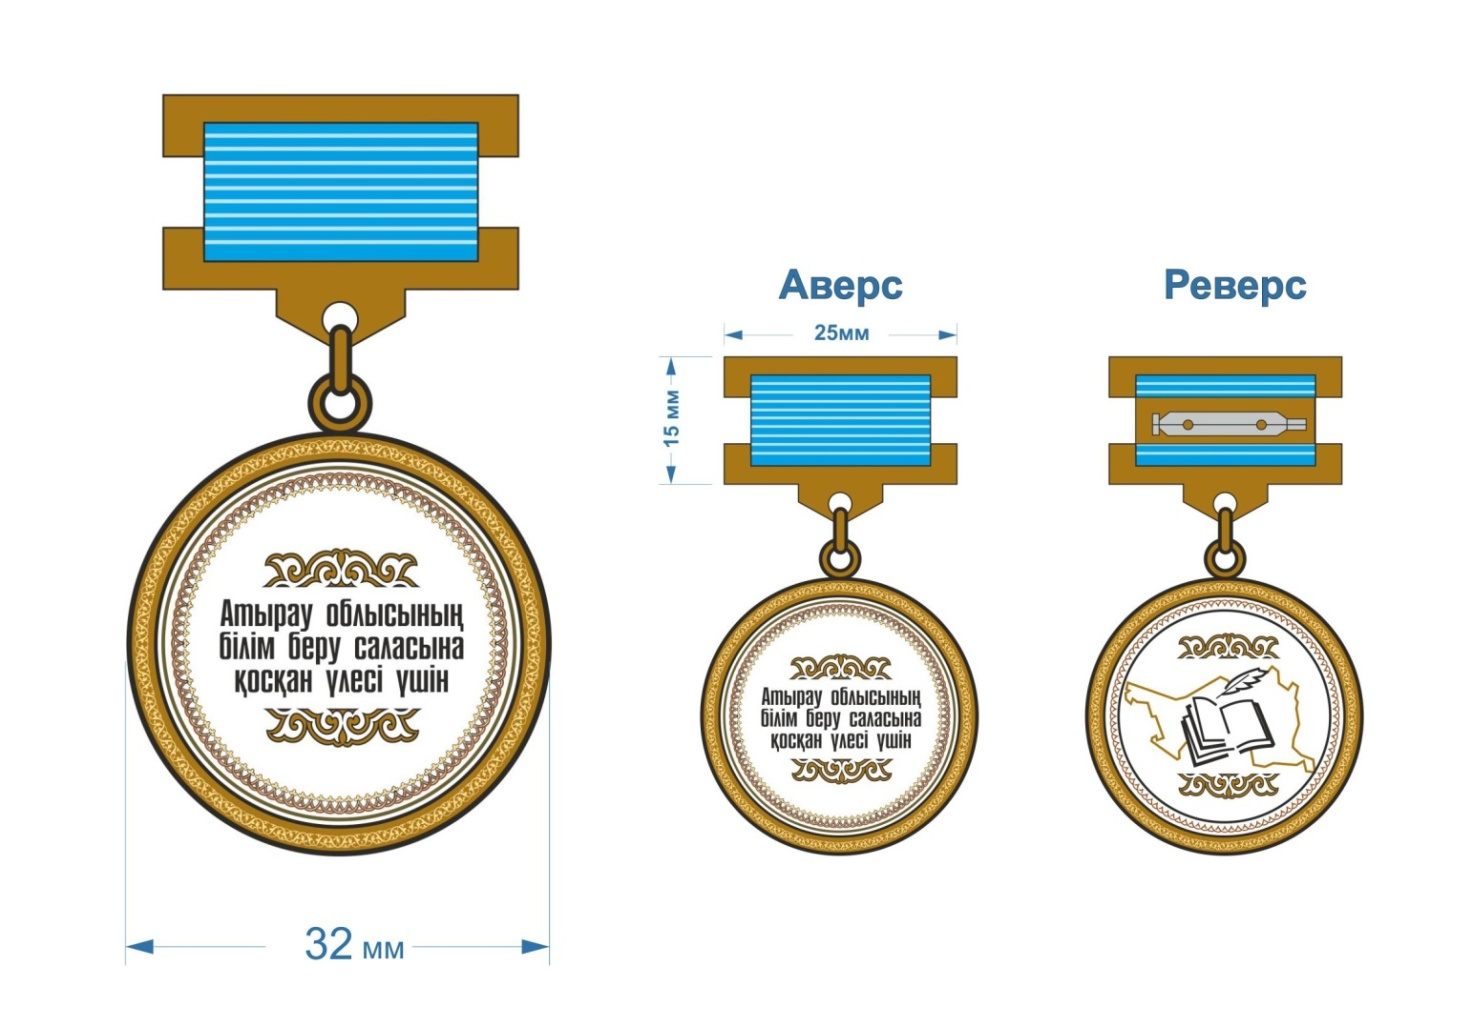 Атырау облысының
білім беру саласына
қосқан үлесі үшін
32 мм
Аверс
25мм
15 мм
Атырау облысының
білім беру саласына
қосқан үлесі үшін
Реверс